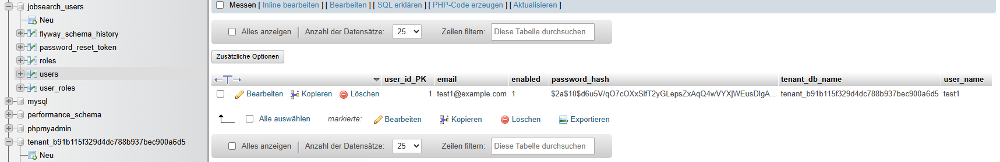 jobsearch_users
Neu
flyway_schema_history
password_reset_token
roles
users
user_roles
mysql
performance_schema
phpmyadmin
tenant_b91b115f329d4dc788b937bec900a6d5
Neu
Messen [ Inline bearbeiten ] [ Bearbeiten ] [ SQL erklären ] [ PHP-Code erzeugen ] [ Aktualisieren ]
Alles anzeigen Anzahl der Datensätze: 25 Zeilen filtern: Diese Tabelle durchsuchen
Zusätzliche Optionen
←T→ user_id_PK email enabled password_hash tenant_db_name user_name
Bearbeiten Kopieren Löschen 1 test1@example.com 1 $2a$10$d6u5V/qO7cOXxSifT2yGLepsZxAqQ4wVYXjWEusDlgA... tenant_b91b115f329d4dc788b937bec900a6d5 test1
Alle auswählen markierte: Bearbeiten Kopieren Löschen Exportieren
Alles anzeigen Anzahl der Datensätze: 25 Zeilen filtern: Diese Tabelle durchsuchen